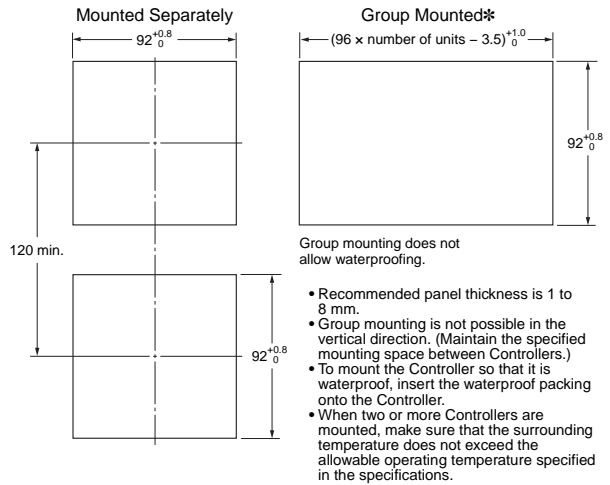 Mounted Separately
92 +0.8 0
120 min.
92 +0.8 0
Group Mounted✻
(96 × number of units − 3.5) +1.0 0
92 +0.8 0
Group mounting does not
allow waterproofing.
• Recommended panel thickness is 1 to
8 mm.
• Group mounting is not possible in the
vertical direction. (Maintain the specified
mounting space between Controllers.)
• To mount the Controller so that it is
waterproof, insert the waterproof packing
onto the Controller.
• When two or more Controllers are
mounted, make sure that the surrounding
temperature does not exceed the
allowable operating temperature specified
in the specifications.